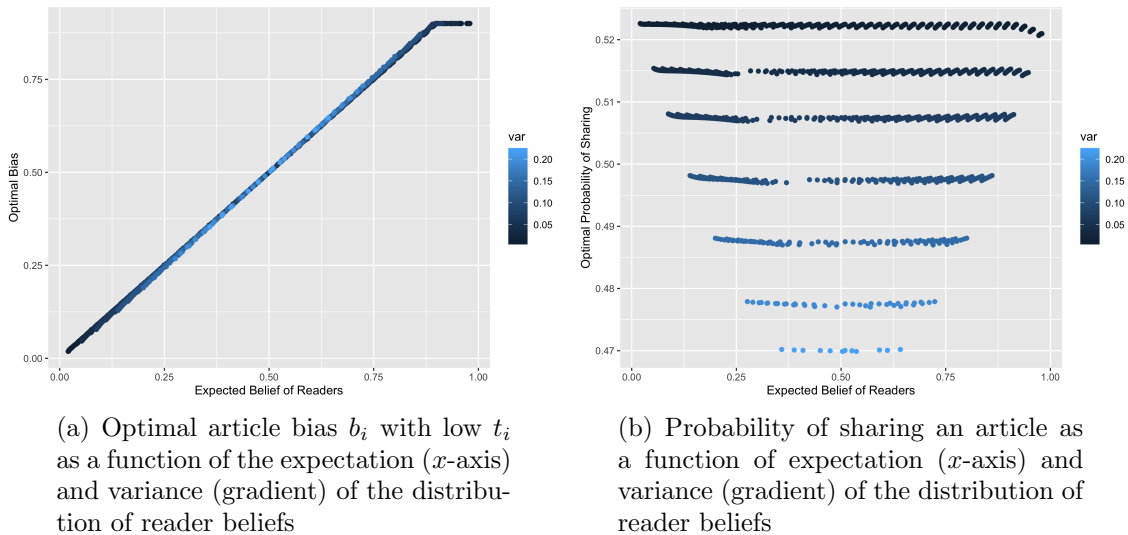 0.75
0.50
0.25
0.00
Optimal Bias
0.00 0.25 0.50 0.75 1.00
Expected Belief of Readers
var
0.20
0.15
0.10
0.05
0.52
0.51
0.50
0.49
0.48
0.47
Optimal Probability of Sharing
0.00 0.25 0.50 0.75 1.00
Expected Belief of Readers
var
0.20
0.15
0.10
0.05
(a) Optimal article bias b_i with low t_i
as a function of the expectation (x-axis)
and variance (gradient) of the distribu-
tion of reader beliefs
(b) Probability of sharing an article as
a function of expectation (x-axis) and
variance (gradient) of the distribution of
reader beliefs